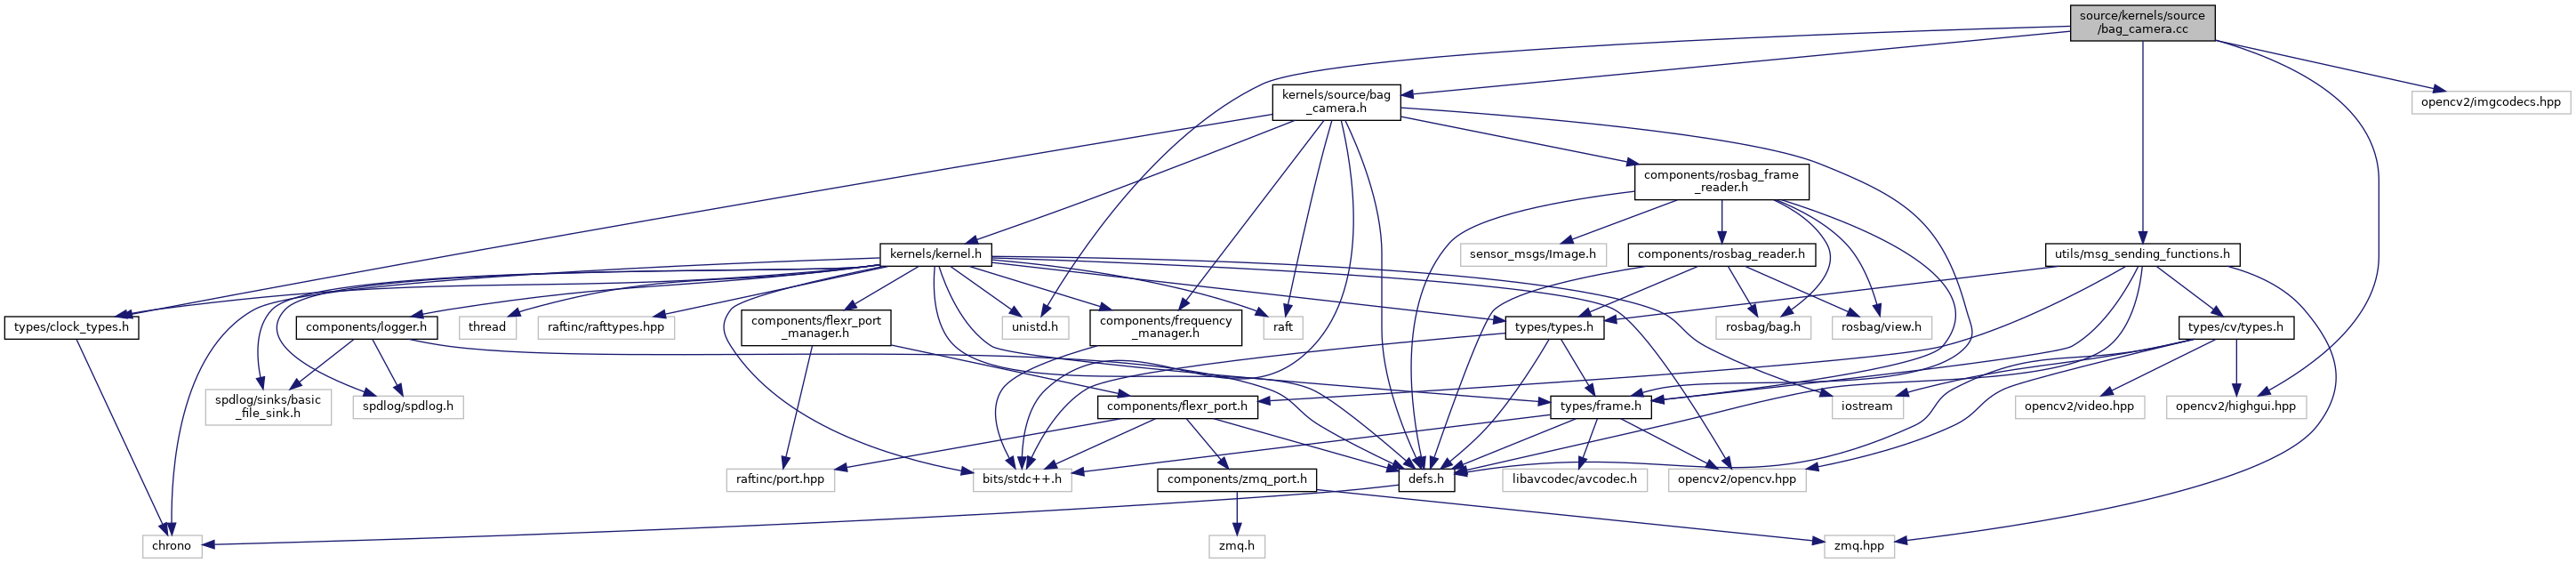 source/kernels/source
/bag_camera.cc
kernels/source/bag
_camera.h
opencv2/imgcodecs.hpp
components/rosbag_frame
_reader.h
kernels/kernel.h
sensor_msgs/Image.h
components/rosbag_reader.h
utils/msg_sending_functions.h
types/clock_types.h
components/logger.h
thread
raftinc/rafttypes.hpp
components/flexr_port
_manager.h
unistd.h
components/frequency
_manager.h
raft
types/types.h
rosbag/bag.h
rosbag/view.h
types/cv/types.h
spdlog/sinks/basic
_file_sink.h
spdlog/spdlog.h
components/flexr_port.h
types/frame.h
iostream
opencv2/video.hpp
opencv2/highgui.hpp
raftinc/port.hpp
bits/stdc++.h
components/zmq_port.h
defs.h
libavcodec/avcodec.h
opencv2/opencv.hpp
chrono
zmq.h
zmq.hpp